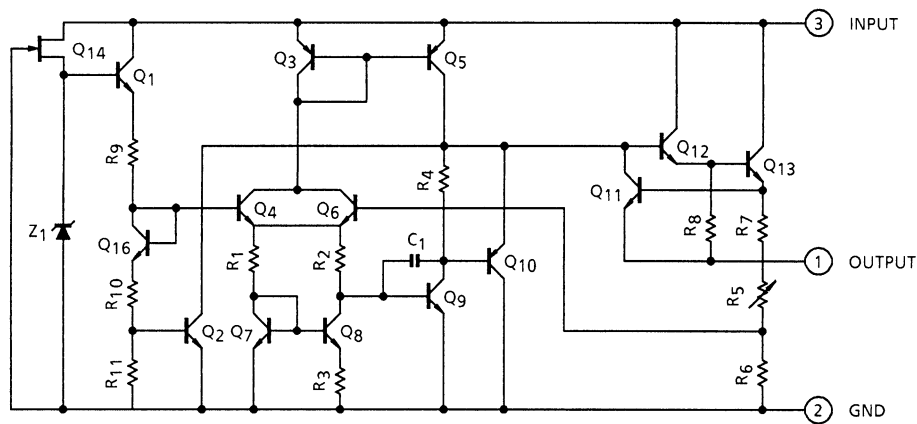 3 INPUT
Q14
Q1
Q3
Q5
R9
Q12
Q13
R4
Q11
Z1
Q4
Q6
Q16
R1
R2
C1
Q10
R8
R7
1 OUTPUT
R10
Q9
R5
Q2
Q7
Q8
R11
R3
R6
2 GND